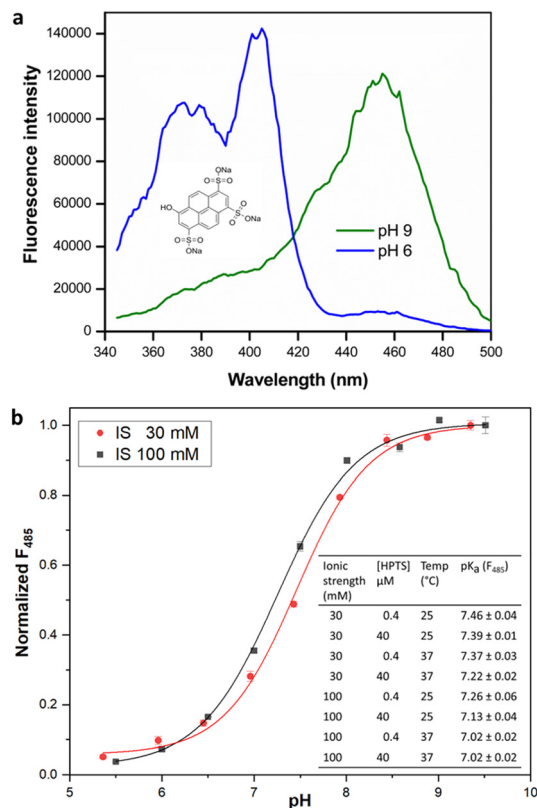 a
Fluorescence intensity
140000
120000
100000
80000
60000
40000
20000
0
ONa
O=S=O
HO
O
S ONa
O
O=S=O
ONa
pH 9
pH 6
340 360 380 400 420 440 460 480 500
Wavelength (nm)
b
Normalized F485
1.0
0.8
0.6
0.4
0.2
0.0
IS 30 mM
IS 100 mM
Ionic strength (mM) [HPTS] µM Temp (°C) pKa (F485)
30 0.4 25 7.46 ± 0.04
30 40 25 7.39 ± 0.01
30 0.4 37 7.37 ± 0.03
30 40 37 7.22 ± 0.02
100 0.4 25 7.26 ± 0.06
100 40 25 7.13 ± 0.04
100 0.4 37 7.02 ± 0.02
100 40 37 7.02 ± 0.02
5 6 7 8 9 10
pH